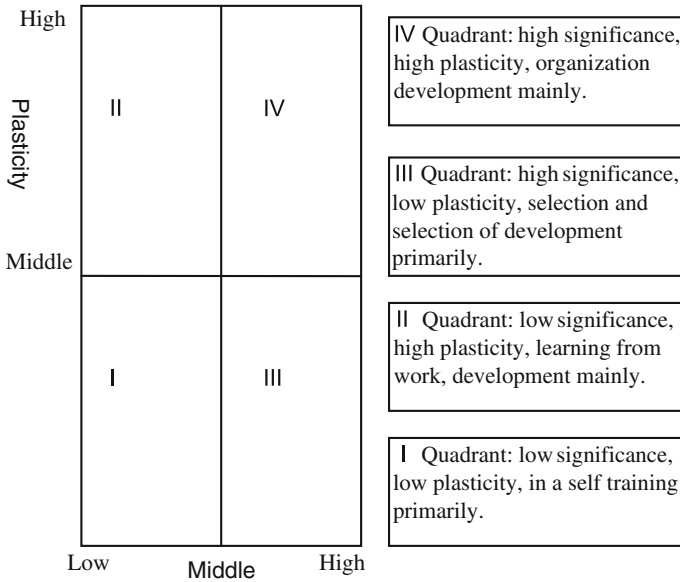 High
Plasticity
II
IV
Middle
I
III
Low
Middle
High
IV Quadrant: high significance,
high plasticity, organization
development mainly.
III Quadrant: high significance,
low plasticity, selection and
selection of development
primarily.
II Quadrant: low significance,
high plasticity, learning from
work, development mainly.
I Quadrant: low significance,
low plasticity, in a self training
primarily.